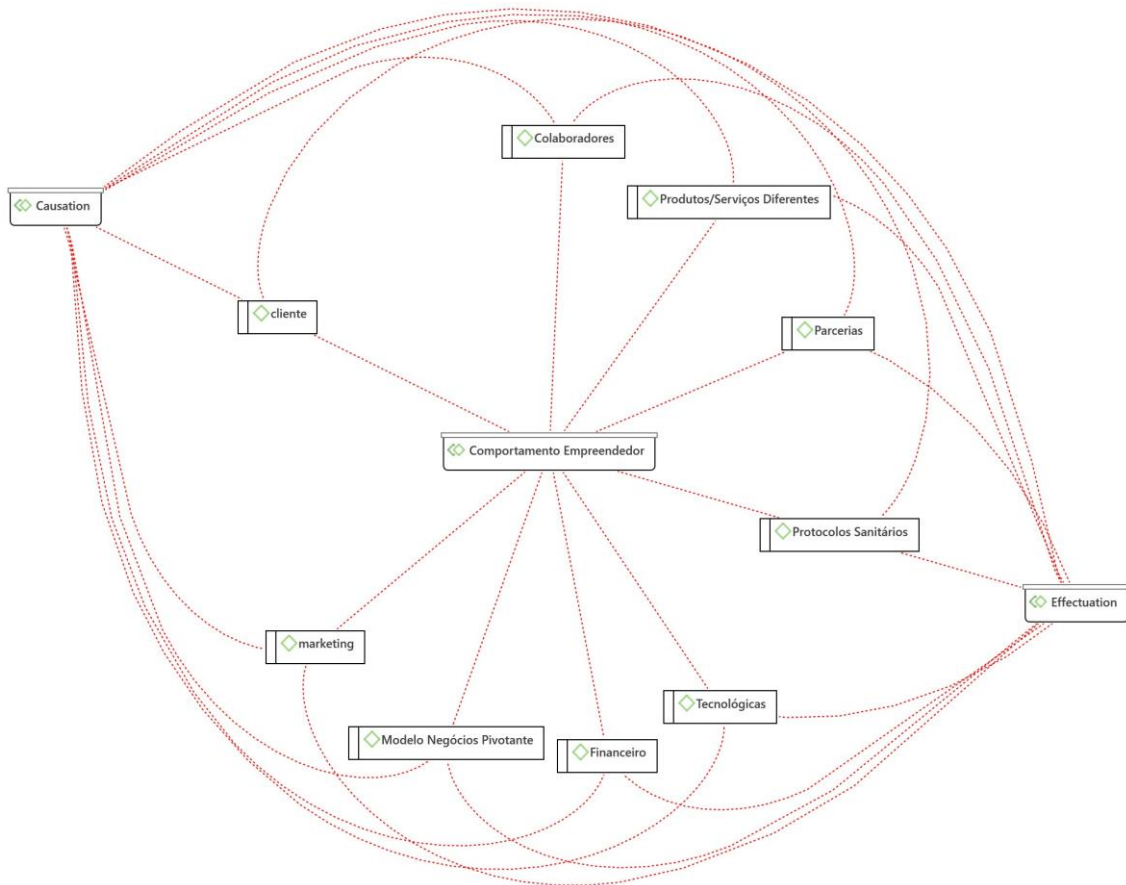 Colaboradores
Causation
Produtos/Serviços Diferentes
cliente
Parcerias
Comportamento Empreendedor
Protocolos Sanitários
Effectuation
marketing
Tecnológicas
Modelo Negócios Pivotante
Financeiro